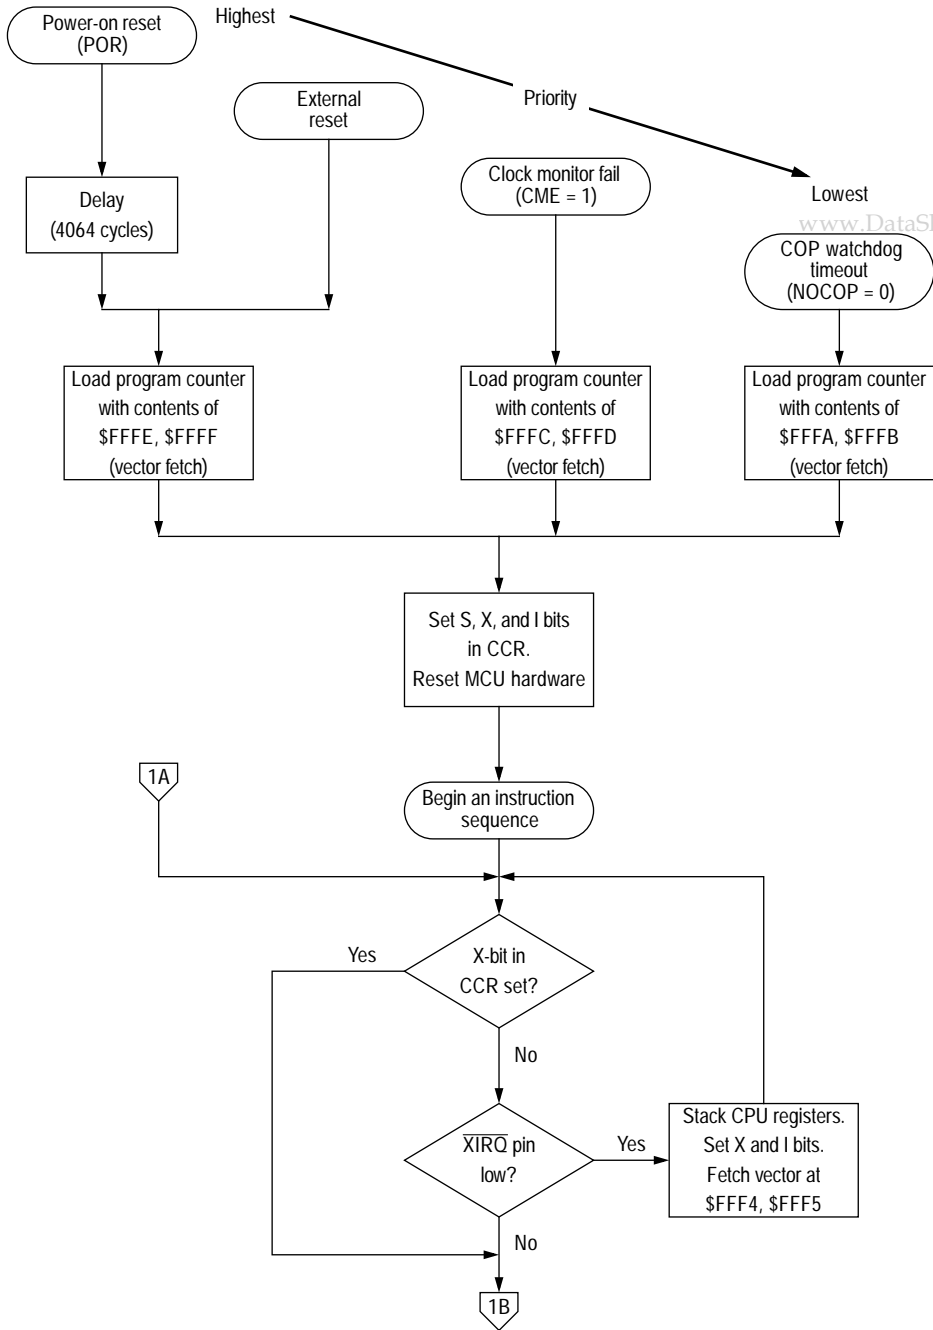 Power-on reset
(POR)
Highest
External
reset
Priority
Clock monitor fail
(CME = 1)
Lowest
Delay
(4064 cycles)
www.DataSh
COP watchdog
timeout
(NOCOP = 0)
Load program counter
with contents of
$FFFE, $FFFF
(vector fetch)
Load program counter
with contents of
$FFFC, $FFFD
(vector fetch)
Load program counter
with contents of
$FFFA, $FFFB
(vector fetch)
Set S, X, and I bits
in CCR.
Reset MCU hardware
1A
Begin an instruction
sequence
Yes
X-bit in
CCR set?
No
XIRQ pin
low?
Yes
Stack CPU registers.
Set X and I bits.
Fetch vector at
$FFF4, $FFF5
No
1B